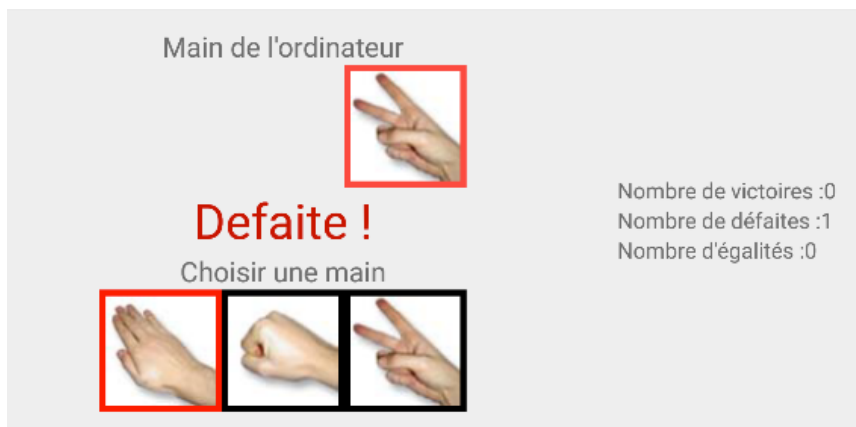 Main de l'ordinateur
Defaite !
Choisir une main
Nombre de victoires :0
Nombre de défaites :1
Nombre d'égalités :0